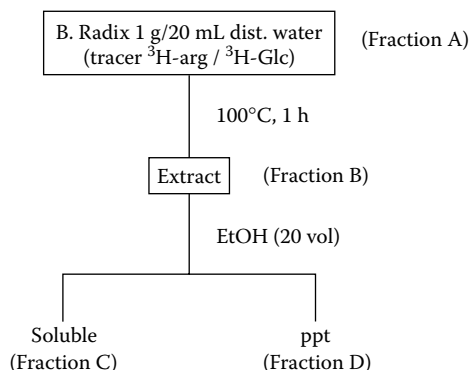 B. Radix 1 g/20 mL dist. water
(tracer ³H-arg / ³H-Glc)
(Fraction A)
100°C, 1 h
Extract
(Fraction B)
EtOH (20 vol)
Soluble
(Fraction C)
ppt
(Fraction D)